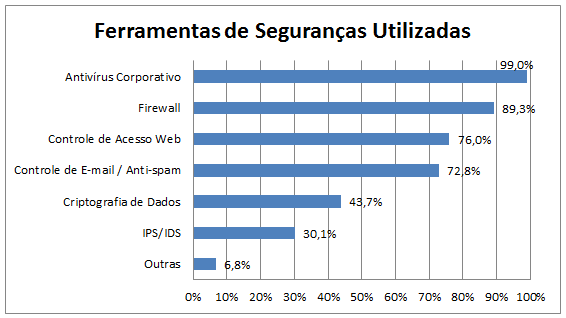 Ferramentas de Seguranças Utilizadas
Antivírus Corporativo 99,0%
Firewall 89,3%
Controle de Acesso Web 76,0%
Controle de E-mail / Anti-spam 72,8%
Criptografia de Dados 43,7%
IPS/IDS 30,1%
Outras 6,8%
0% 10% 20% 30% 40% 50% 60% 70% 80% 90% 100%